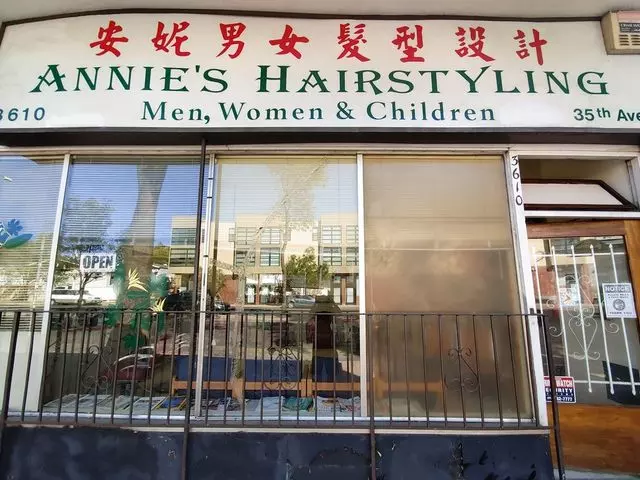 安妮男女髮型設計
ANNIE'S HAIRSTYLING
Men, Women & Children
3610
35th Ave
3610
OPEN
NOTICE
WATCH